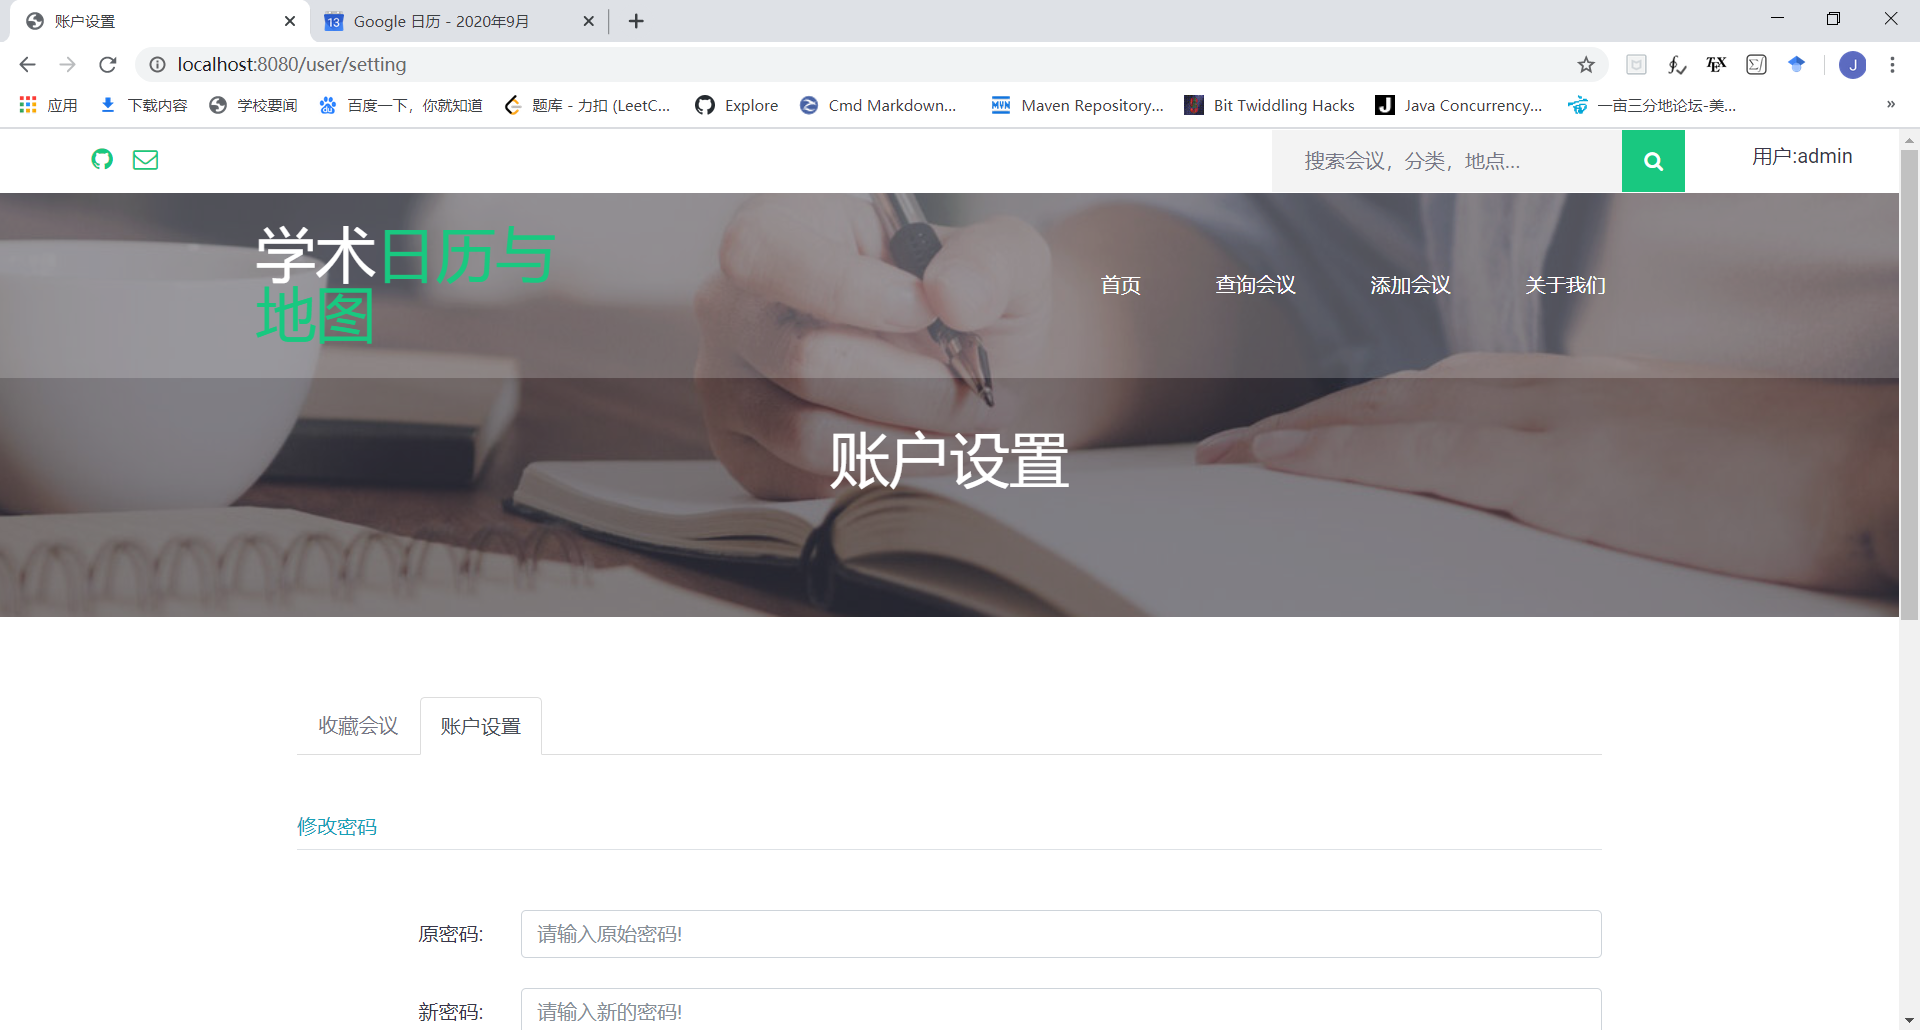 账户设置
13 Google 日历 - 2020年9月
localhost:8080/user/setting
TEX
J
应用 下载内容 学校要闻 百度一下，你就知道 题库 - 力扣 (LeetC... Explore Cmd Markdown... MVN Maven Repository... Bit Twiddling Hacks J Java Concurrency... 一亩三分地论坛-美... »
搜索会议，分类，地点...
用户:admin
学术日历与
地图
首页 查询会议 添加会议 关于我们
账户设置
收藏会议 账户设置
修改密码
原密码: 请输入原始密码!
新密码: 请输入新的密码!